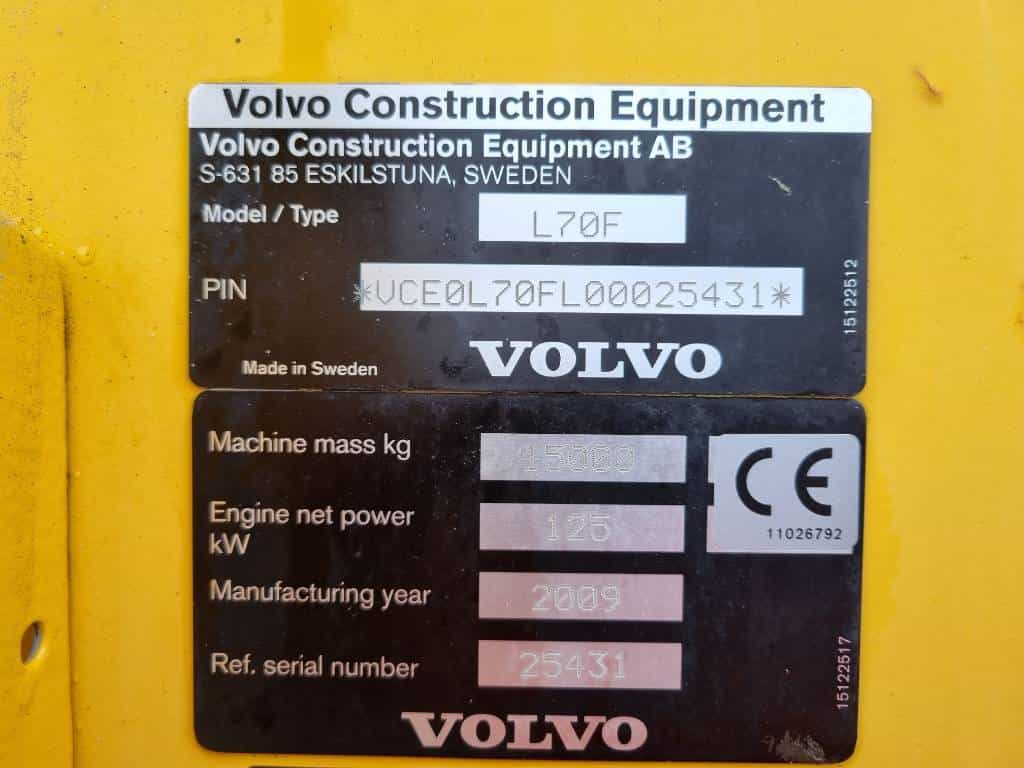 Volvo Construction Equipment
Volvo Construction Equipment AB
S-631 85 ESKILSTUNA, SWEDEN
Model / Type L70F
PIN *VCE0L70FL00025431*
15122512
Made in Sweden VOLVO
Machine mass kg 15000
CE
11026792
Engine net power
kW 125
Manufacturing year 2009
Ref. serial number 25431
15122517
VOLVO